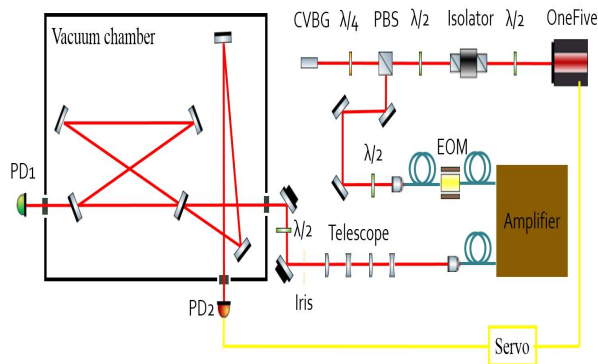 Vacuum chamber
CVBG λ/4 PBS λ/2 Isolator λ/2 OneFive
PD1
λ/2
EOM
Amplifier
λ/2
Telescope
Iris
PD2
Servo